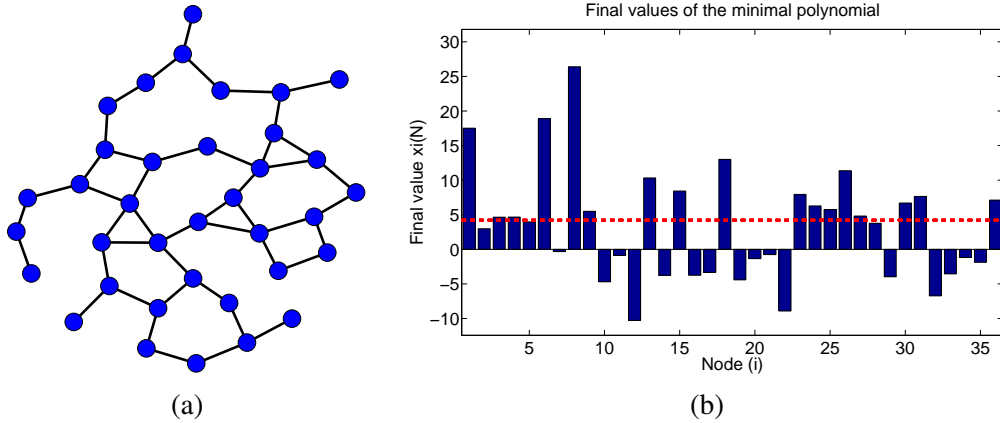 Final values of the minimal polynomial
Final value xi(N)
30
25
20
15
10
5
0
−5
−10
5 10 15 20 25 30 35
Node (i)
(a) (b)